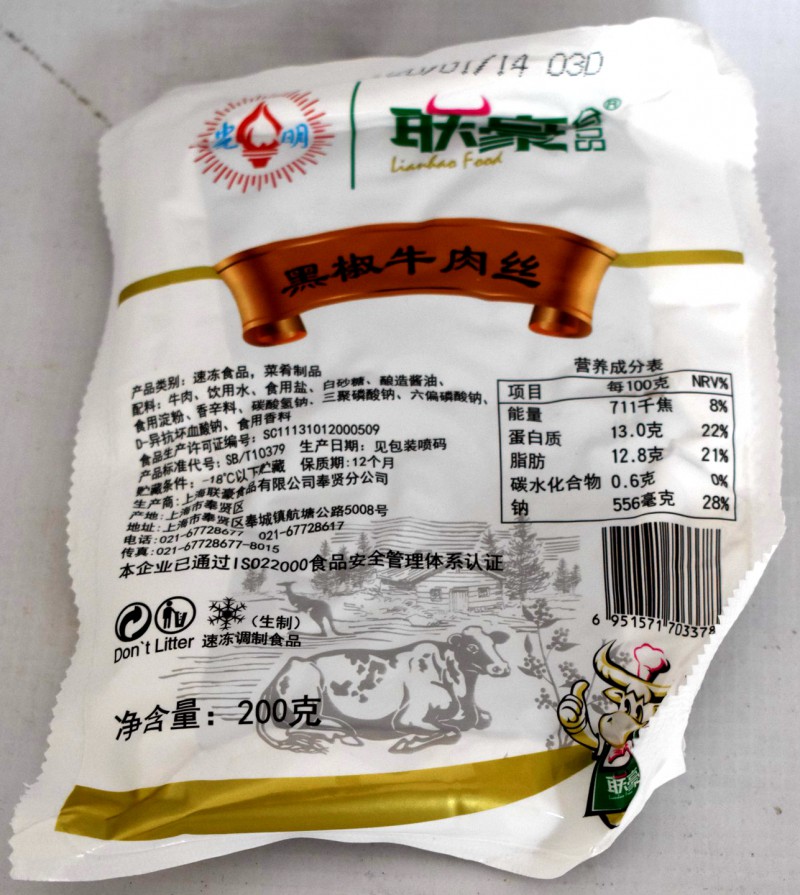 /01/14 03D
光明
联豪食品®
Lianhao Food
黑椒牛肉丝
产品类别：速冻食品，菜肴制品
配料：牛肉、饮用水、食用盐、白砂糖、酿造酱油、
食用淀粉、香辛料、碳酸氢钠、三聚磷酸钠、六偏磷酸钠、
D-异抗坏血酸钠、食用香料
食品生产许可证编号：SC11131012000509
产品标准代号：SB/T10379 生产日期：见包装喷码
贮藏条件：-18℃以下贮藏 保质期：12个月
生产商：上海联豪食品有限公司奉贤分公司
产地：上海市奉贤区
地址：上海市奉贤区奉城镇航塘公路5008号
电话：021-67728677 021-67728617
传真：021-67728677-8015
本企业已通过ISO22000食品安全管理体系认证
营养成分表
项目 每100克 NRV%
能量 711千焦 8%
蛋白质 13.0克 22%
脂肪 12.8克 21%
碳水化合物 0.6克 0%
钠 556毫克 28%
6 951571 703378
Don't Litter
（生制）
速冻调制食品
净含量：200克
联豪